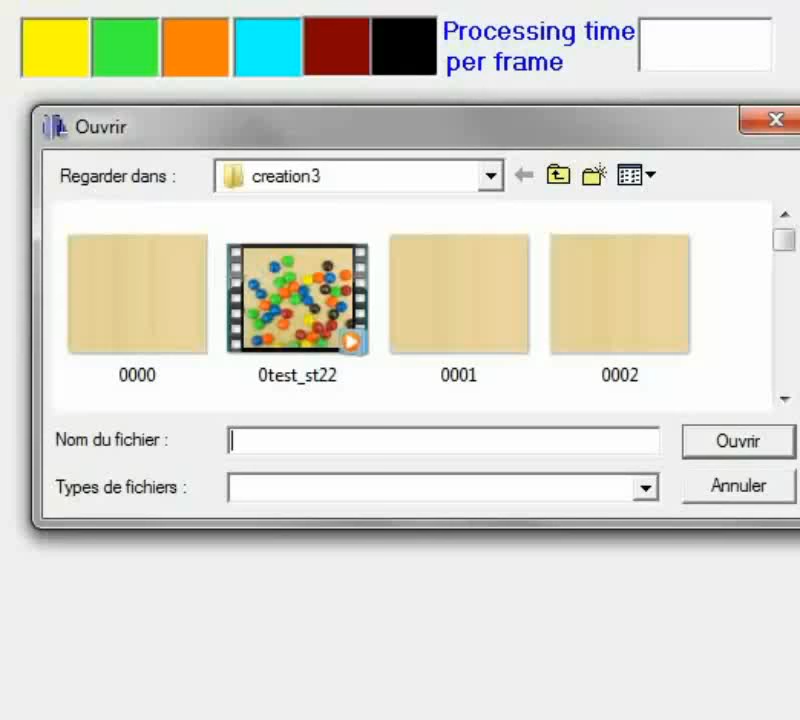 Processing time
per frame
Ouvrir
Regarder dans :
creation3
0000
0test_st22
0001
0002
Nom du fichier :
Ouvrir
Types de fichiers :
Annuler